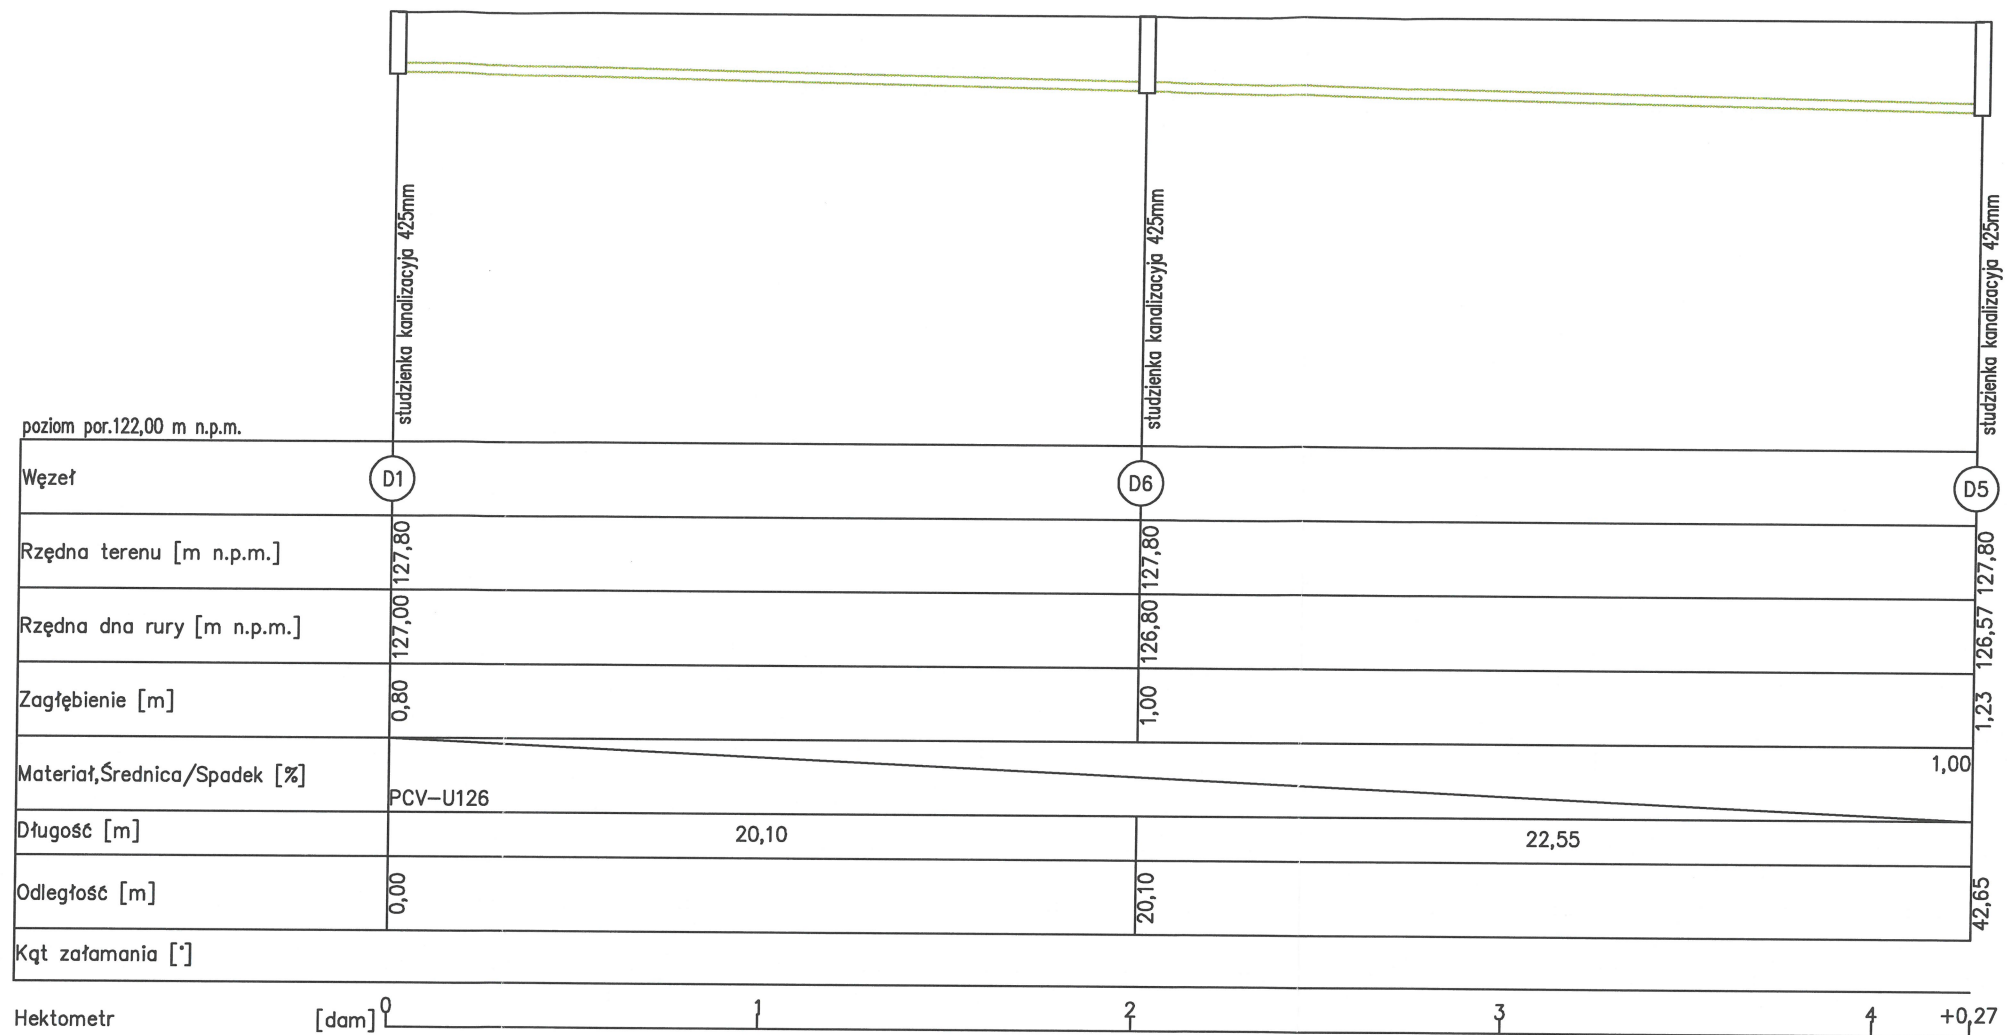 studzienka kanalizacyja 425mm
studzienka kanalizacyja 425mm
studzienka kanalizacyja 425mm
poziom por.122,00 m n.p.m.
Węzeł D1 D6 D5
Rzędna terenu [m n.p.m.] 127,80 127,80 127,80
Rzędna dna rury [m n.p.m.] 127,00 126,80 126,57
Zagłębienie [m] 0,80 1,00 1,23
Materiał,Średnica/Spadek [%] PCV-U126 1,00
Długość [m] 20,10 22,55
Odległość [m] 0,00 20,10 42,65
Kąt załamania [°]
Hektometr [dam] 0 1 2 3 4 +0,27